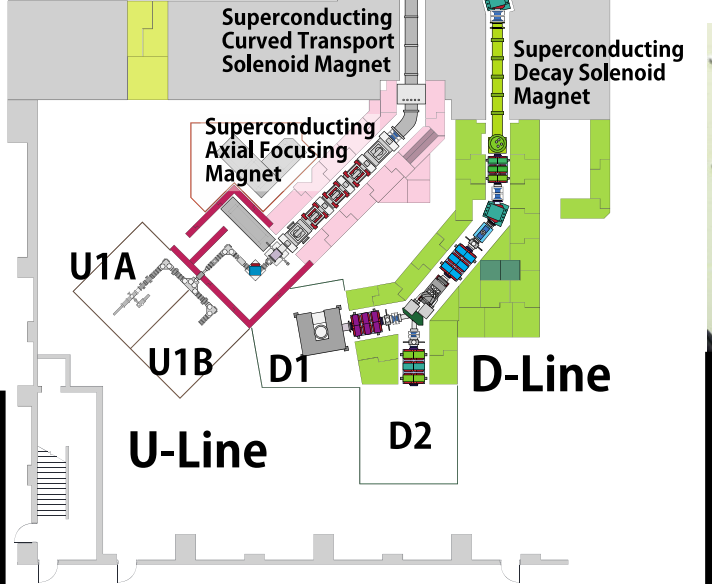 Superconducting
Curved Transport
Solenoid Magnet
Superconducting
Decay Solenoid
Magnet
Superconducting
Axial Focusing
Magnet
U1A
U1B
D1
D-Line
D2
U-Line